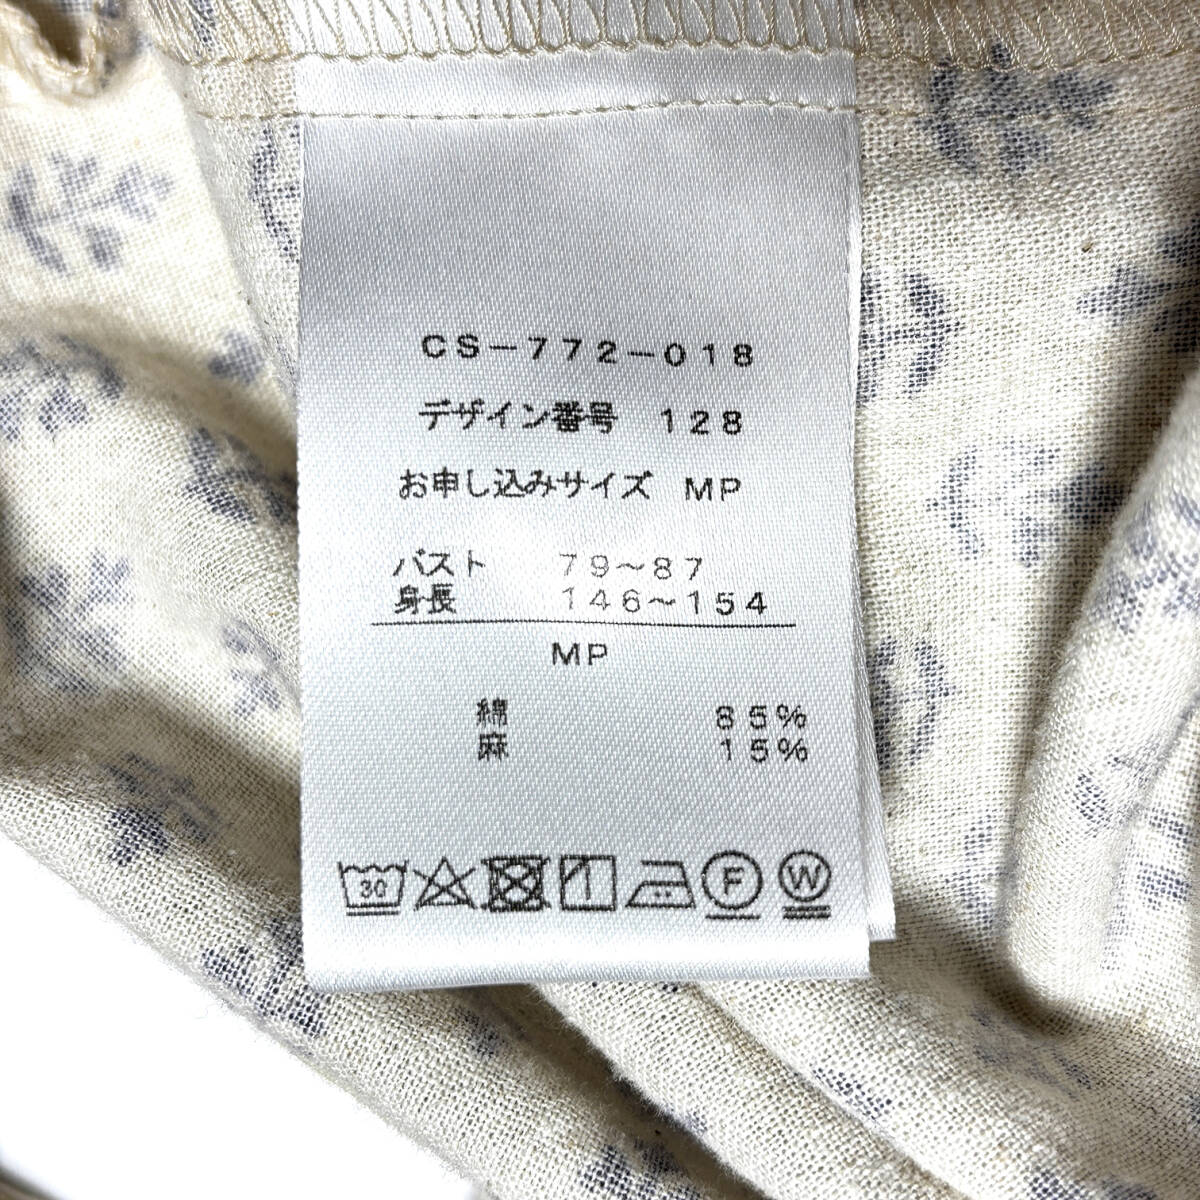 CS-772-018
デザイン番号 128
お申し込みサイズ MP
バスト 79~87
身長 146~154
MP
綿 85%
麻 15%
30 F W